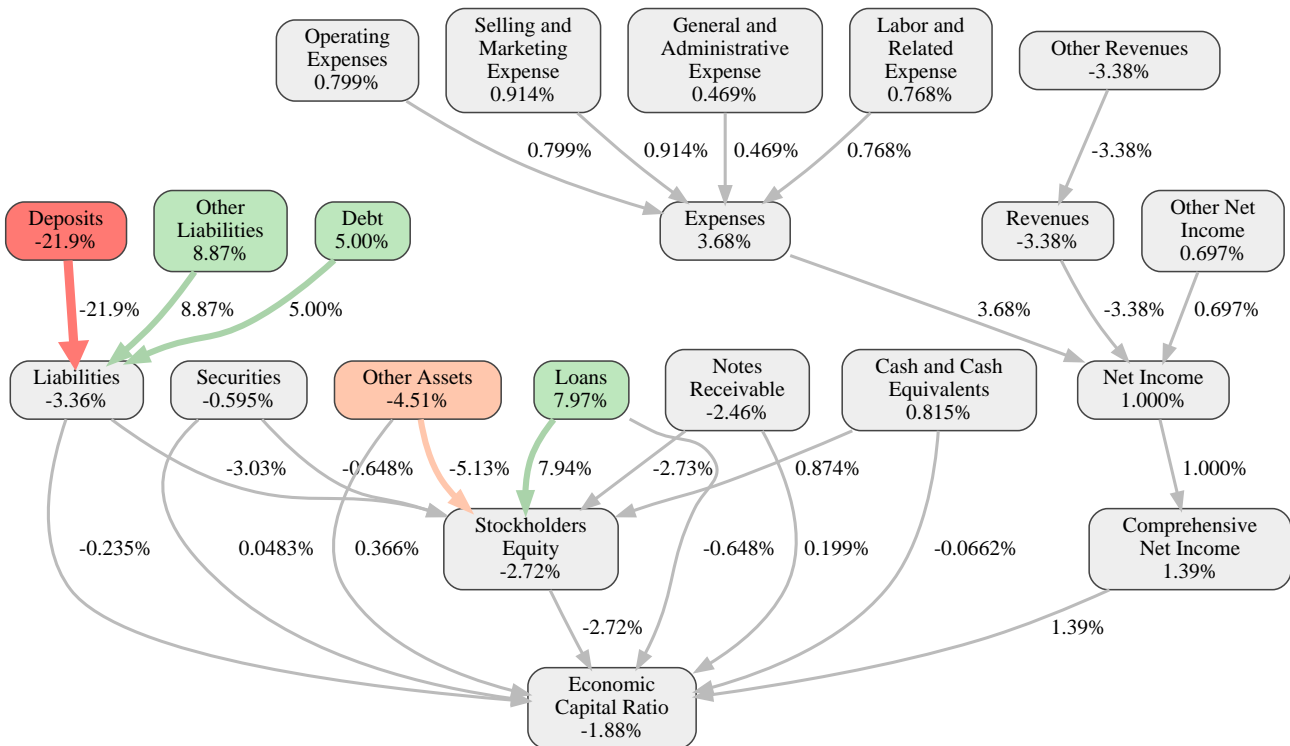 Operating
Expenses
0.799%
Selling and
Marketing
Expense
0.914%
General and
Administrative
Expense
0.469%
Labor and
Related
Expense
0.768%
Other Revenues
-3.38%
0.799%
0.914%
0.469%
0.768%
-3.38%
Deposits
-21.9%
Other
Liabilities
8.87%
Debt
5.00%
Expenses
3.68%
Revenues
-3.38%
Other Net
Income
0.697%
-21.9%
8.87%
5.00%
3.68%
-3.38%
0.697%
Liabilities
-3.36%
Securities
-0.595%
Other Assets
-4.51%
Loans
7.97%
Notes
Receivable
-2.46%
Cash and Cash
Equivalents
0.815%
Net Income
1.000%
-3.03%
-0.648%
-5.13%
7.94%
-2.73%
0.874%
1.000%
-0.235%
0.0483%
0.366%
Stockholders
Equity
-2.72%
-0.648%
0.199%
-0.0662%
Comprehensive
Net Income
1.39%
-2.72%
1.39%
Economic
Capital Ratio
-1.88%